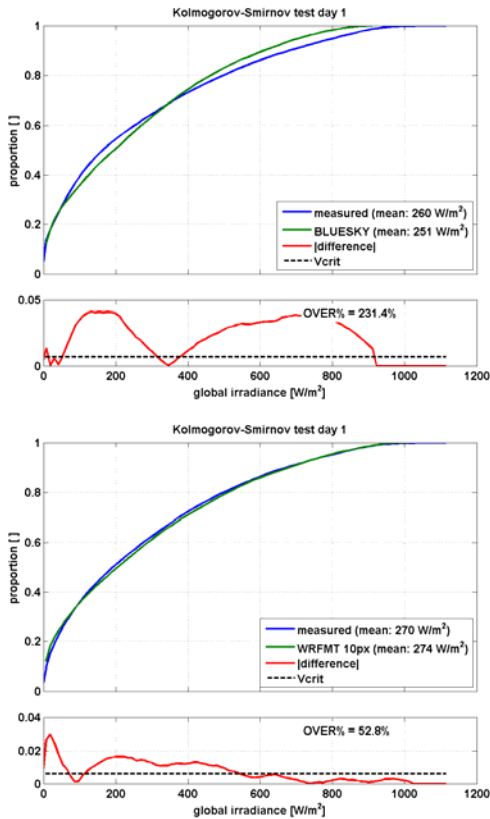 Kolmogorov-Smirnov test day 1
1
0.8
0.6
0.4
0.2
0
proportion [ ]
measured (mean: 260 W/m²)
BLUESKY (mean: 251 W/m²)
|difference|
Vcrit
0.05
0
OVER% = 231.4%
0 200 400 600 800 1000 1200
global irradiance [W/m²]
Kolmogorov-Smirnov test day 1
1
0.8
0.6
0.4
0.2
0
proportion [ ]
measured (mean: 270 W/m²)
WRFMT 10px (mean: 274 W/m²)
|difference|
Vcrit
0.04
0.02
0
OVER% = 52.8%
0 200 400 600 800 1000 1200
global irradiance [W/m²]